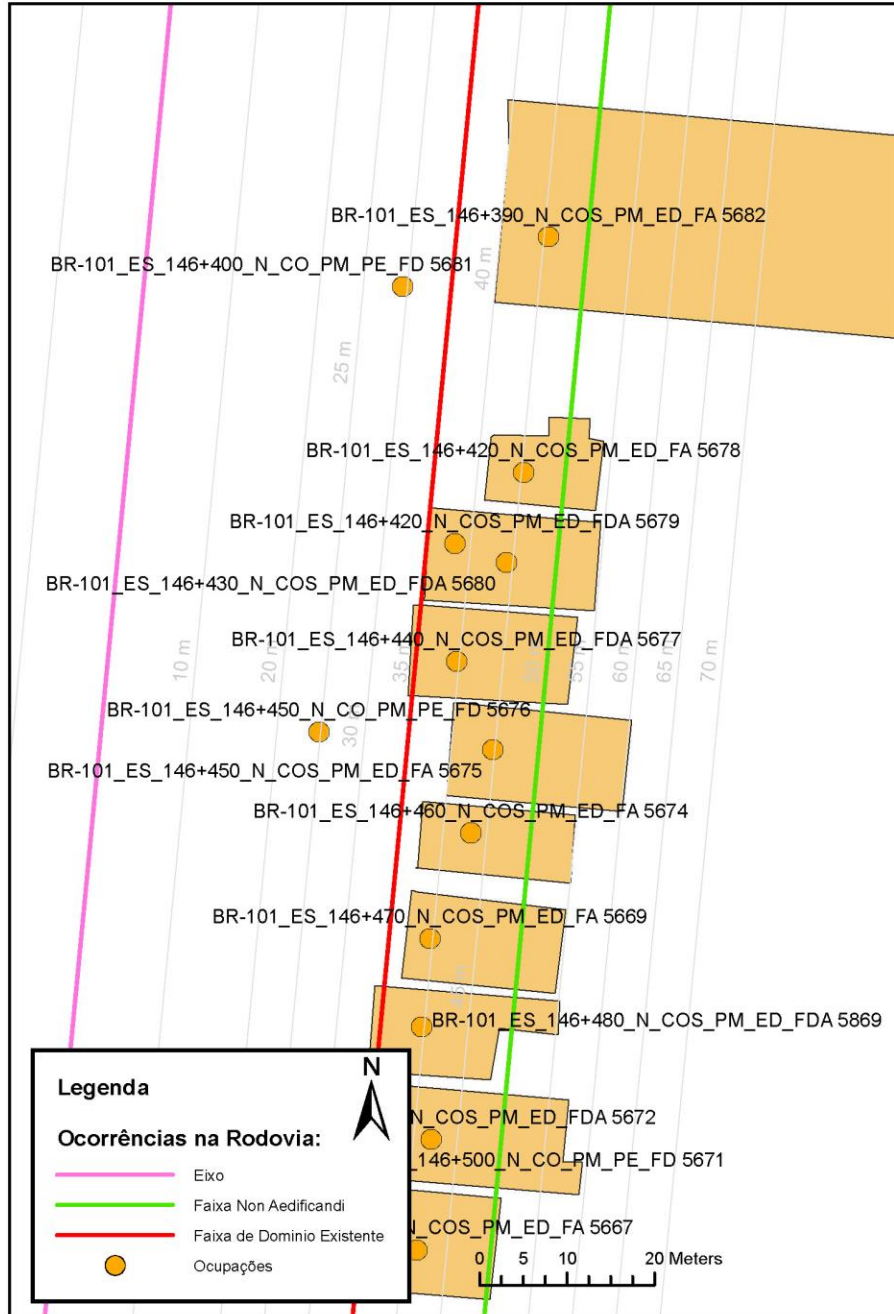 BR-101_ES_146+390_N_COS_PM_ED_FA 5682
BR-101_ES_146+400_N_CO_PM_PE_FD 5681
40 m
25 m
BR-101_ES_146+420_N_COS_PM_ED_FA 5678
BR-101_ES_146+420_N_COS_PM_ED_FDA 5679
BR-101_ES_146+430_N_COS_PM_ED_FDA 5680
BR-101_ES_146+440_N_COS_PM_ED_FDA 5677
10 m
20 m
35 m
55 m
60 m
65 m
70 m
BR-101_ES_146+450_N_CO_PM_PE_FD 5676
30 m
BR-101_ES_146+450_N_COS_PM_ED_FA 5675
BR-101_ES_146+460_N_COS_PM_ED_FA 5674
BR-101_ES_146+470_N_COS_PM_ED_FA 5669
BR-101_ES_146+480_N_COS_PM_ED_FDA 5869
N_COS_PM_ED_FDA 5672
146+500_N_CO_PM_PE_FD 5671
N_COS_PM_ED_FA 5667
N
Legenda
Ocorrências na Rodovia:
Eixo
Faixa Non Aedificandi
Faixa de Dominio Existente
Ocupações
0 5 10 20 Meters